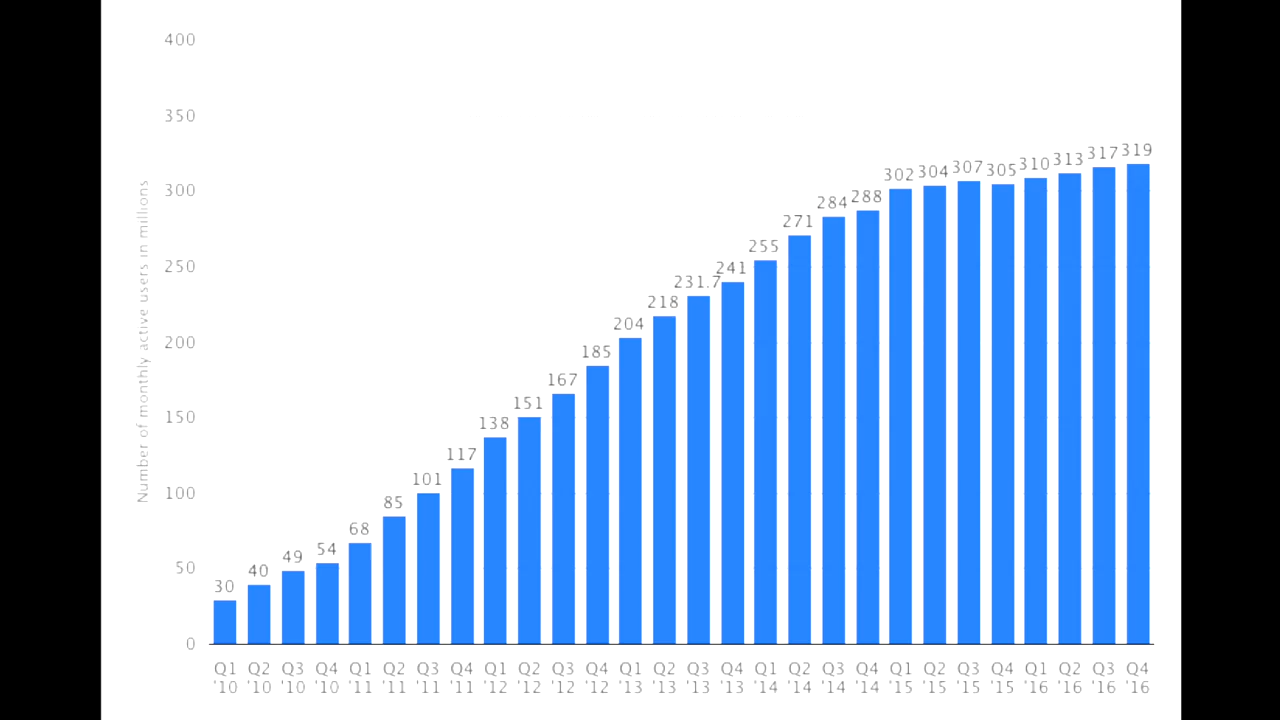 400
350
300
250
200
150
100
50
0
Number of monthly active users in millions
30 40 49 54 68 85 101 117 138 151 167 185 204 218 231.7 241 255 271 284 288 302 304 307 305 310 313 317 319
Q1 Q2 Q3 Q4 Q1 Q2 Q3 Q4 Q1 Q2 Q3 Q4 Q1 Q2 Q3 Q4 Q1 Q2 Q3 Q4 Q1 Q2 Q3 Q4 Q1 Q2 Q3 Q4
'10 '10 '10 '10 '11 '11 '11 '11 '12 '12 '12 '12 '13 '13 '13 '13 '14 '14 '14 '14 '15 '15 '15 '15 '16 '16 '16 '16